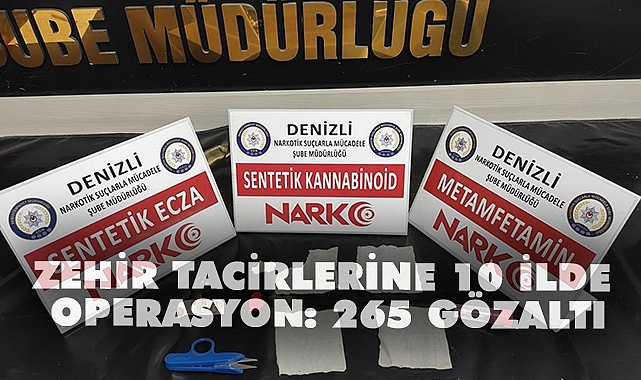 ŞUBE MÜDÜRLÜĞÜ
DENİZLİ
NARKOTİK SUÇLARLA MÜCADELE
ŞUBE MÜDÜRLÜĞÜ
SENTETİK ECZA
NARKO
DENİZLİ
NARKOTİK SUÇLARLA MÜCADELE
ŞUBE MÜDÜRLÜĞÜ
SENTETİK KANNABİNOİD
NARKO
DENİZLİ
NARKOTİK SUÇLARLA MÜCADELE
ŞUBE MÜDÜRLÜĞÜ
METAMFETAMİN
NARKO
ZEHİR TACİRLERİNE 10 İLDE
OPERASYON: 265 GÖZALTI